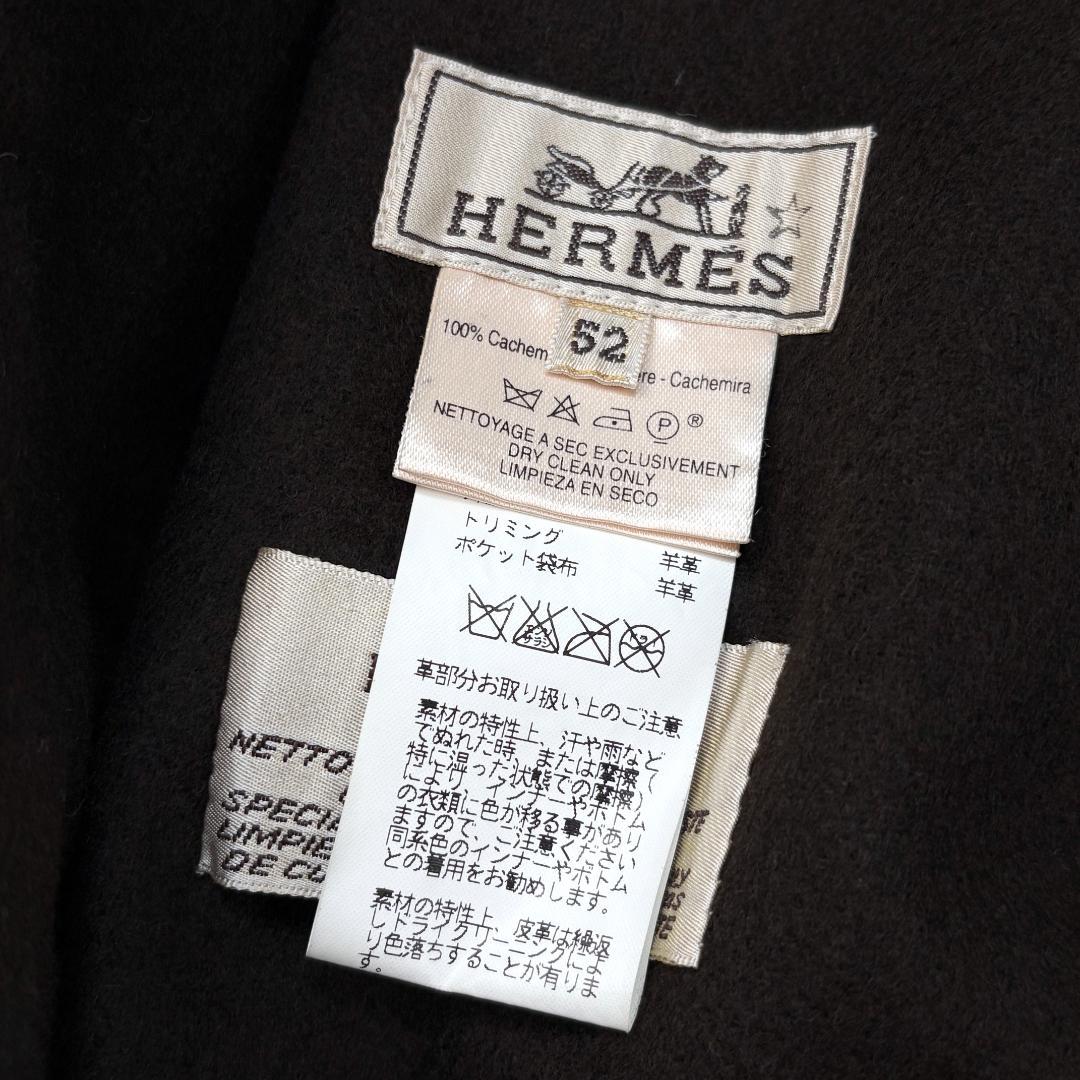 HERMES
52
100% Cachem
ere - Cachemira
NETTOYAGE A SEC EXCLUSIVEMENT
DRY CLEAN ONLY
LIMPIEZA EN SECO
トリミング 羊革
ポケット袋布 羊革
革部分お取り扱い上のご注意
素材の特性上、汗や雨など
でぬれた時、または摩擦(
特に湿った状態での摩擦)
により、インナーやボトム
の衣類に色が移る事があり
ますので、ご注意ください
同系色のインナーやボトム
との着用をお勧めします。
素材の特性上、皮革は繰返
しドライクリーニングによ
り色落ちすることが有りま
す。
NETTO
SPECI
LIMPIE
DE CU